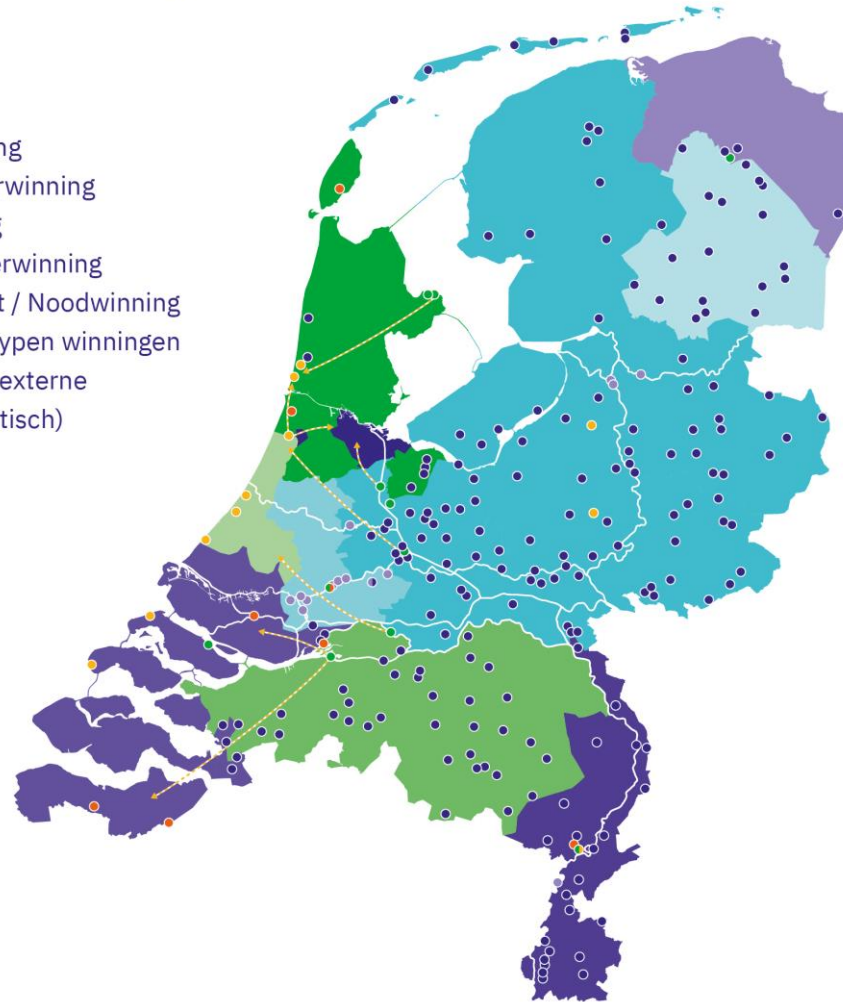 ng
rwinning
g
erwinning
t / Noodwinning
ypen winningen
externe
tisch)